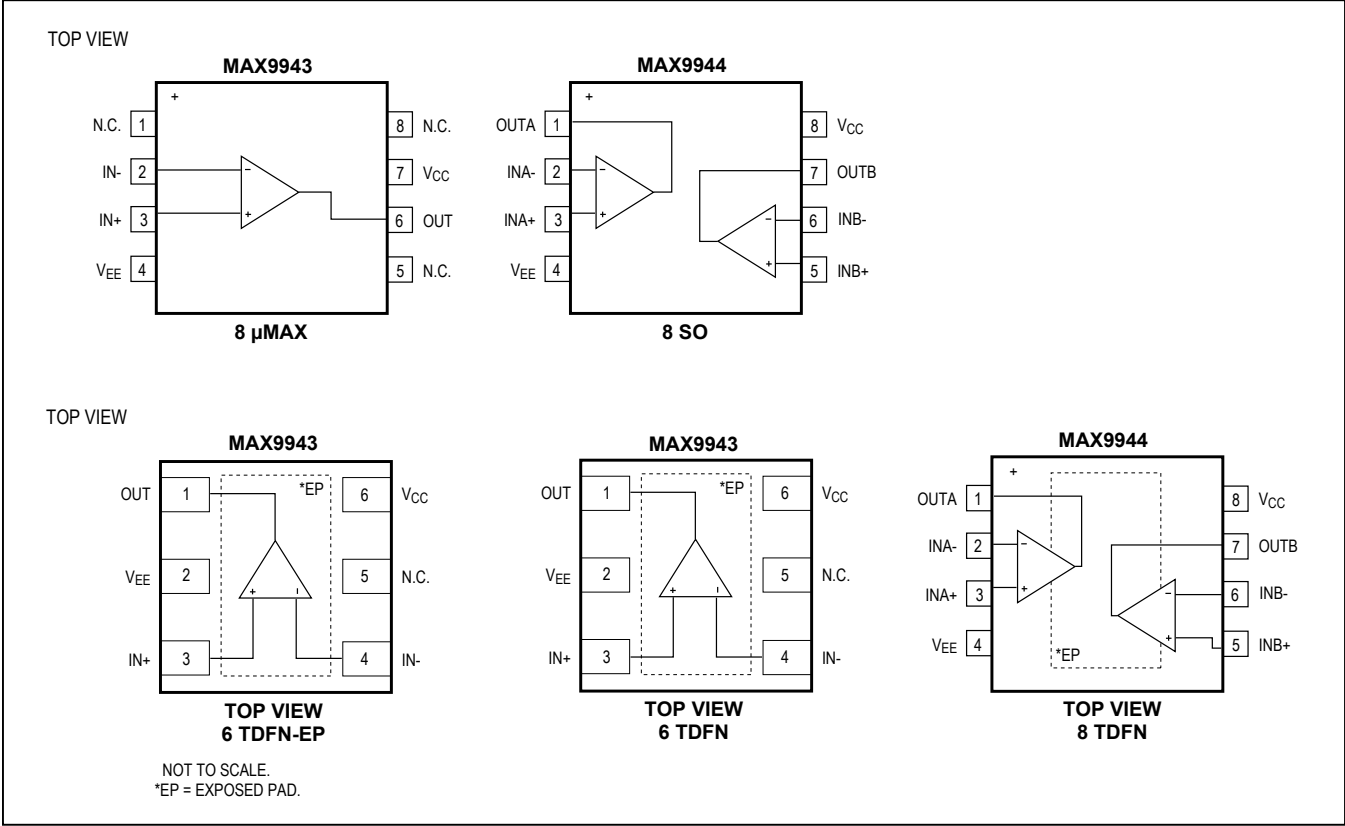 TOP VIEW
MAX9943
+
N.C. 1
8 N.C.
IN- 2
−
7 VCC
IN+ 3
+
6 OUT
VEE 4
5 N.C.
8 µMAX
MAX9944
+
OUTA 1
8 VCC
INA- 2
−
7 OUTB
INA+ 3
+
−
6 INB-
VEE 4
+
5 INB+
8 SO
TOP VIEW
MAX9943
OUT 1
*EP
6 VCC
VEE 2
5 N.C.
+ −
IN+ 3
4 IN-
TOP VIEW
6 TDFN-EP
MAX9943
OUT 1
*EP
6 VCC
VEE 2
5 N.C.
+ −
IN+ 3
4 IN-
TOP VIEW
6 TDFN
MAX9944
+
OUTA 1
8 VCC
INA- 2
−
7 OUTB
INA+ 3
+
−
6 INB-
VEE 4
*EP
+
5 INB+
TOP VIEW
8 TDFN
NOT TO SCALE.
*EP = EXPOSED PAD.